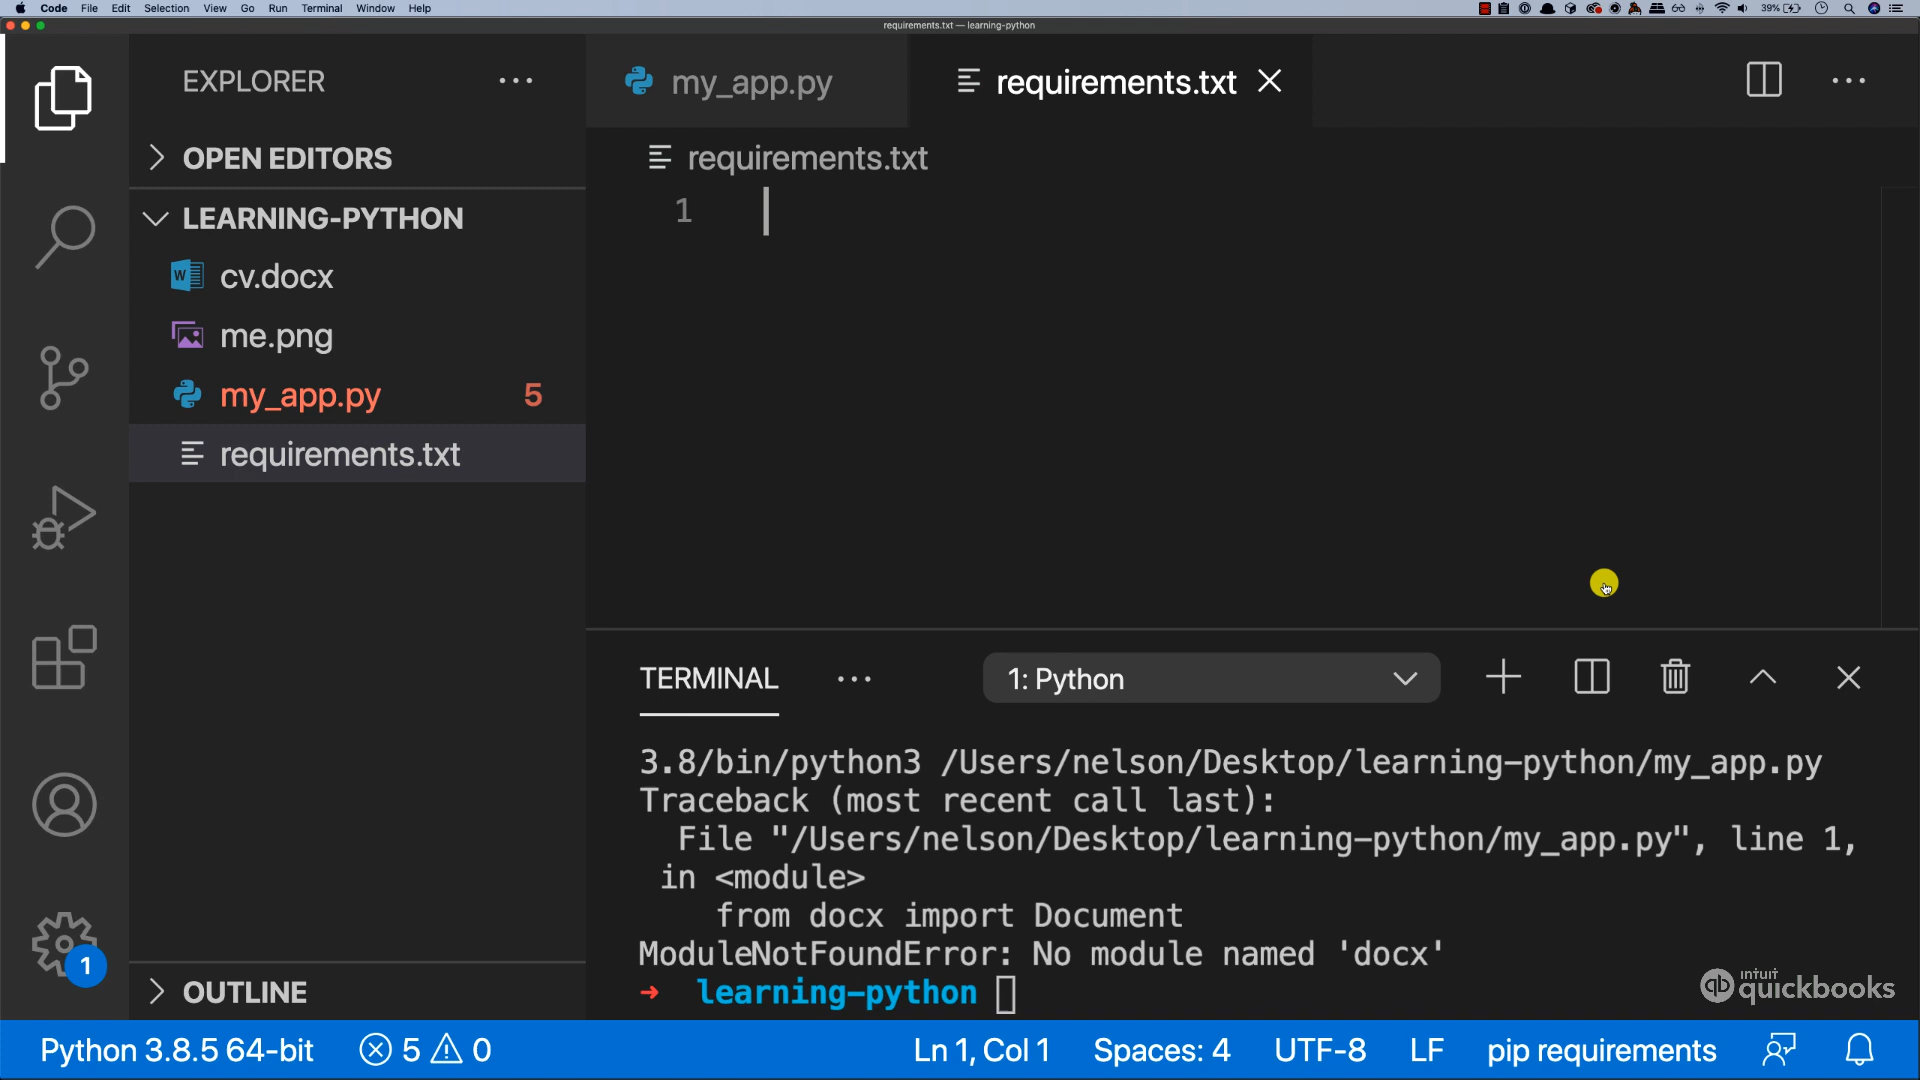 Code File Edit Selection View Go Run Terminal Window Help
39%
requirements.txt — learning-python
EXPLORER
OPEN EDITORS
LEARNING-PYTHON
cv.docx
me.png
my_app.py 5
requirements.txt
OUTLINE
1
my_app.py
requirements.txt
requirements.txt
1
TERMINAL
1: Python
3.8/bin/python3 /Users/nelson/Desktop/learning-python/my_app.py
Traceback (most recent call last):
File "/Users/nelson/Desktop/learning-python/my_app.py", line 1,
in <module>
from docx import Document
ModuleNotFoundError: No module named 'docx'
➜ learning-python
intuit
qb quickbooks
Python 3.8.5 64-bit 5 0 Ln 1, Col 1 Spaces: 4 UTF-8 LF pip requirements